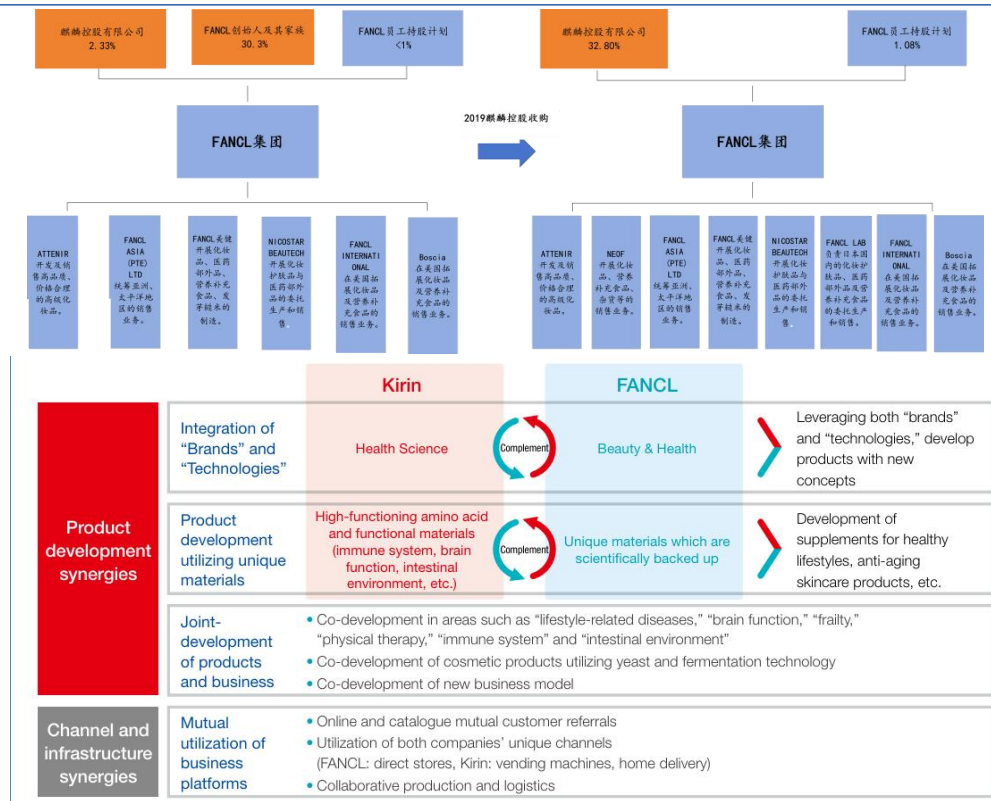 麒麟控股有限公司
2.33%
FANCL创始人及其家族
30.3%
FANCL员工持股计划
<1%
FANCL集团
ATTENIR
开发及销
售高品质、
价格合理
的高级化
妆品。
FANCL
ASIA
(PTE)
LTD
统筹亚洲、
太平洋地
区的销售
业务。
FANCL美健
开展化妆
品、医药
部外品、
营养补充
食品、发
芽糙米的
制造。
NICOSTAR
BEAUTECH
开展化妆
护肤品与
医药部外
品的委托
生产和销
售。
FANCL
INTERNATI
ONAL
在美国拓
展化妆品
及营养补
充食品的
销售业务。
Boscia
在美国拓
展化妆品
及营养补
充食品的
销售业务。
2019麒麟控股收购
麒麟控股有限公司
32.80%
FANCL员工持股计划
1.08%
FANCL集团
ATTENIR
开发及销
售高品质、
价格合理
的高级化
妆品。
NEOF
开展化妆
品、营养
补充食品、
杂货等的
销售。
FANCL
ASIA
(PTE)
LTD
统筹亚洲、
太平洋地
区的销售
业务。
FANCL美健
开展化妆
品、医药
部外品、
营养补充
食品、发
芽糙米的
制造。
NICOSTAR
BEAUTECH
开展化妆
护肤品与
医药部外
品的委托
生产和销
售。
FANCL LAB
负责日本国
内的化妆护
肤品、医药
部外品及营
养补充食品
的委托生产
和销售。
FANCL
INTERNATI
ONAL
在美国拓
展化妆品
及营养补
充食品的
销售业务。
Boscia
在美国拓
展化妆品
及营养补
充食品的
销售业务。
Kirin
FANCL
Product
development
synergies
Integration of
“Brands” and
“Technologies”
Health Science
Complement
Beauty & Health
Leveraging both “brands”
and “technologies,” develop
products with new
concepts
Product
development
utilizing unique
materials
High-functioning amino acid
and functional materials
(immune system, brain
function, intestinal
environment, etc.)
Complement
Unique materials which are
scientifically backed up
Development of
supplements for healthy
lifestyles, anti-aging
skincare products, etc.
Joint-
development
of products
and business
• Co-development in areas such as “lifestyle-related diseases,” “brain function,” “frailty,”
“physical therapy,” “immune system” and “intestinal environment”
• Co-development of cosmetic products utilizing yeast and fermentation technology
• Co-development of new business model
Channel and
infrastructure
synergies
Mutual
utilization of
business
platforms
• Online and catalogue mutual customer referrals
• Utilization of both companies’ unique channels
(FANCL: direct stores, Kirin: vending machines, home delivery)
• Collaborative production and logistics